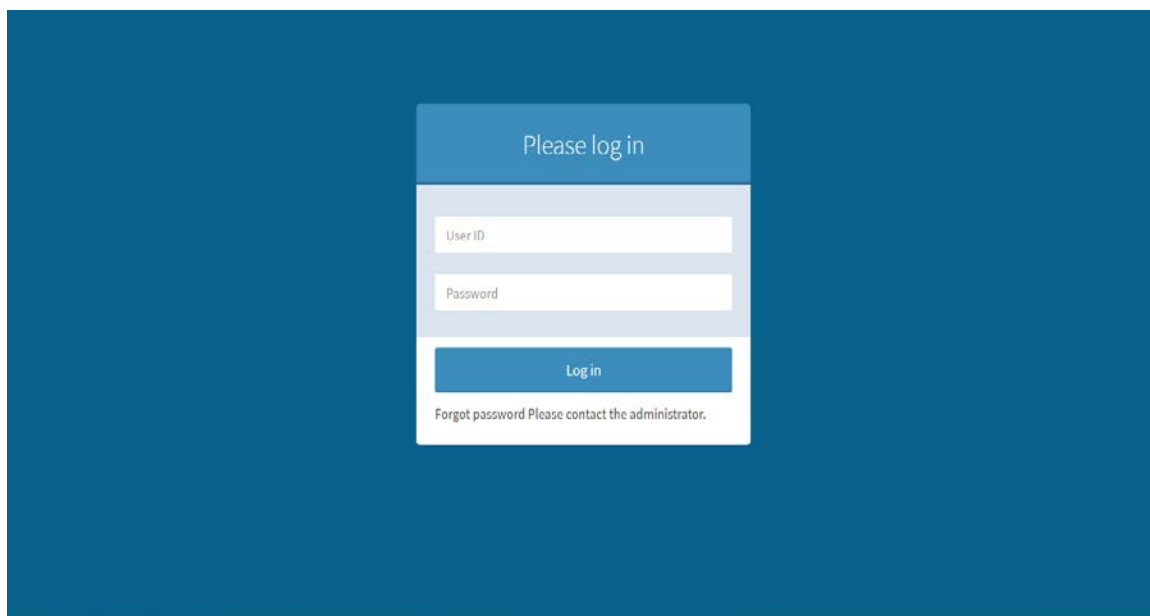 Please log in
User ID
Password
Log in
Forgot password Please contact the administrator.